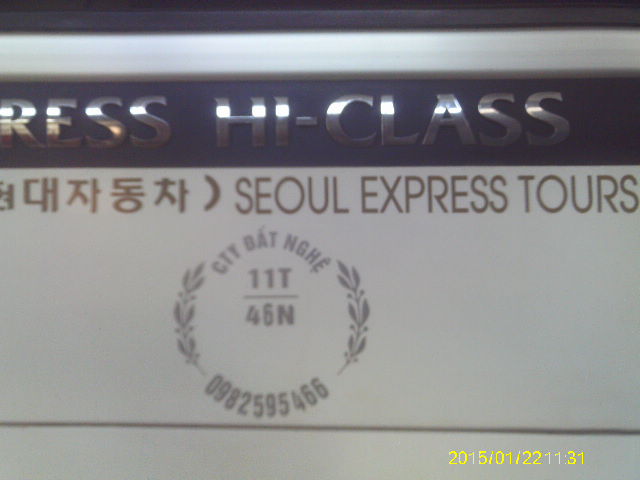 RESS HI-CLASS
현대자동차) SEOUL EXPRESS TOURS
CTY ĐẤT NGHỆ
11T
46N
0982595466
2015/01/22 11:31